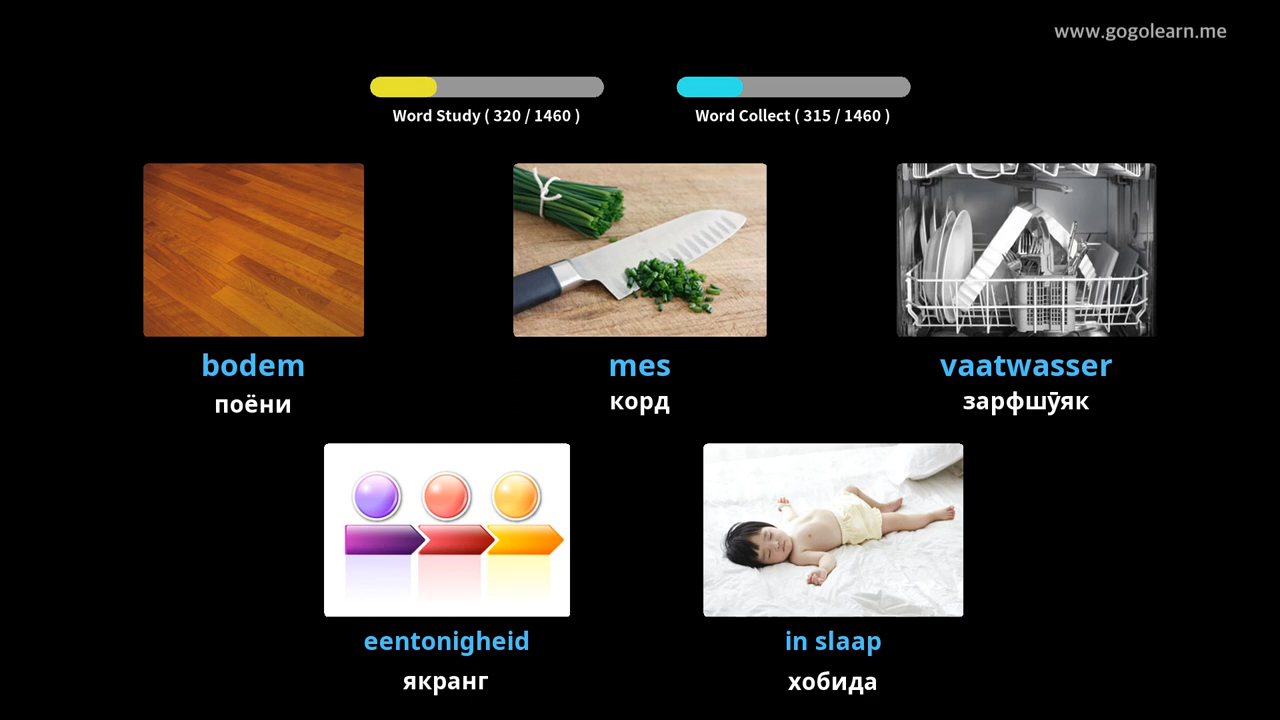 www.gogolearn.me
Word Study ( 320 / 1460 )
Word Collect ( 315 / 1460 )
bodem
поёни
mes
корд
vaatwasser
зарфшӯяк
eentonigheid
якранг
in slaap
хобида